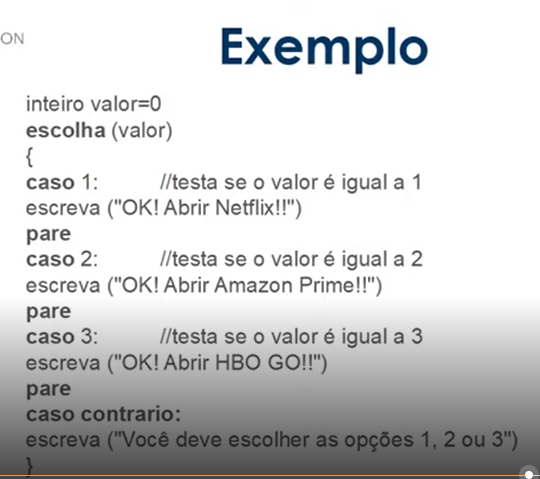 ON
Exemplo
inteiro valor=0
escolha (valor)
{
caso 1: //testa se o valor é igual a 1
escreva ("OK! Abrir Netflix!!")
pare
caso 2: //testa se o valor é igual a 2
escreva ("OK! Abrir Amazon Prime!!")
pare
caso 3: //testa se o valor é igual a 3
escreva ("OK! Abrir HBO GO!!")
pare
caso contrario:
escreva ("Você deve escolher as opções 1, 2 ou 3")
}